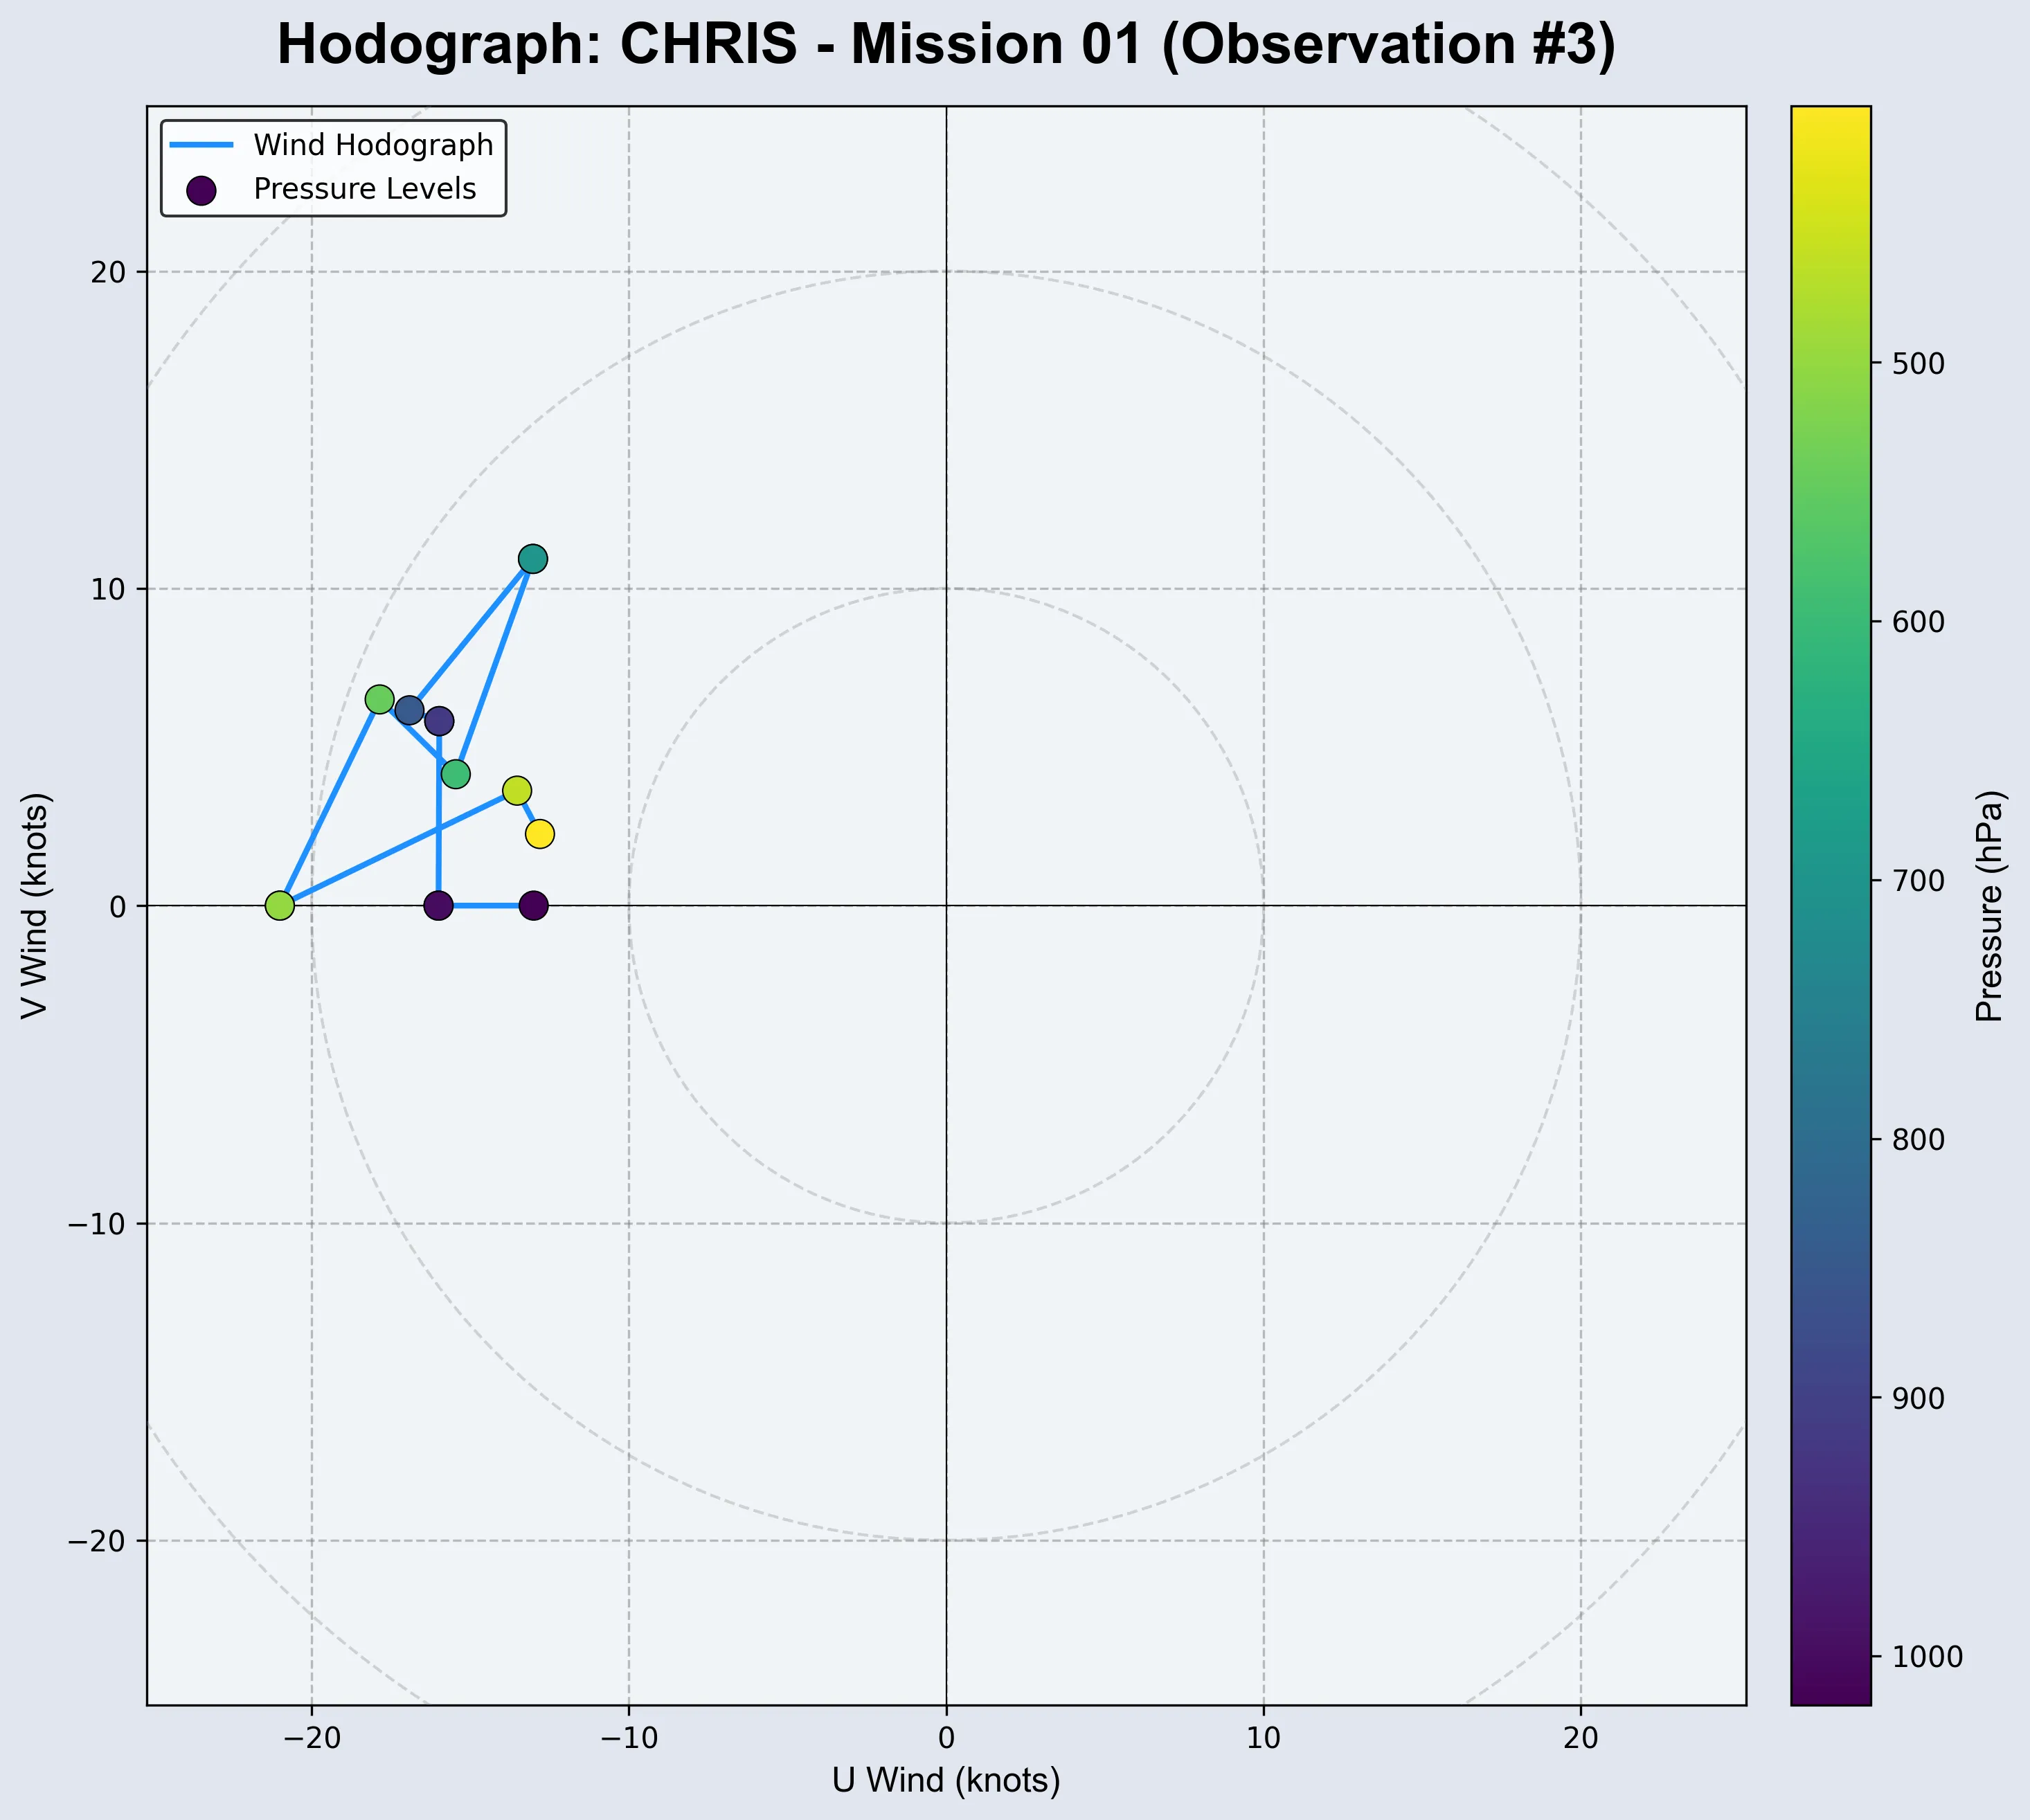 Hodograph: CHRIS - Mission 01 (Observation #3)
Wind Hodograph
Pressure Levels
20
10
0
−10
−20
V Wind (knots)
−20
−10
0
10
20
U Wind (knots)
500
600
700
800
900
1000
Pressure (hPa)